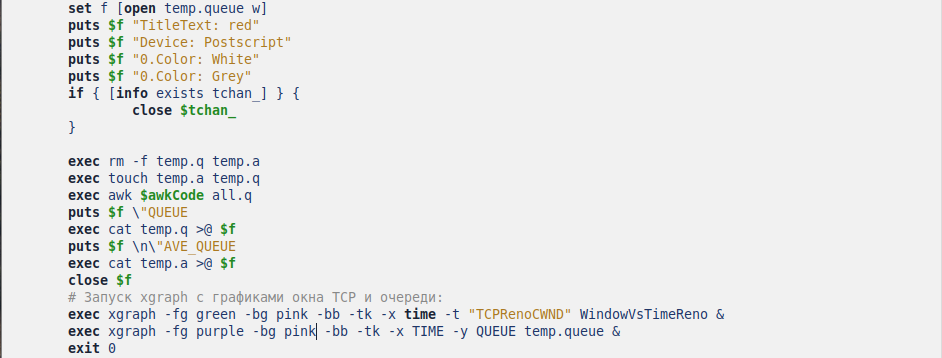 set f [open temp.queue w]
puts $f "TitleText: red"
puts $f "Device: Postscript"
puts $f "0.Color: White"
puts $f "0.Color: Grey"
if { [info exists tchan_] } {
close $tchan_
}
exec rm -f temp.q temp.a
exec touch temp.a temp.q
exec awk $awkCode all.q
puts $f \"QUEUE
exec cat temp.q >@ $f
puts $f \n\"AVE_QUEUE
exec cat temp.a >@ $f
close $f
# Запуск xgraph с графиками окна TCP и очереди:
exec xgraph -fg green -bg pink -bb -tk -x time -t "TCPRenoCWND" WindowVsTimeReno &
exec xgraph -fg purple -bg pink -bb -tk -x TIME -y QUEUE temp.queue &
exit 0